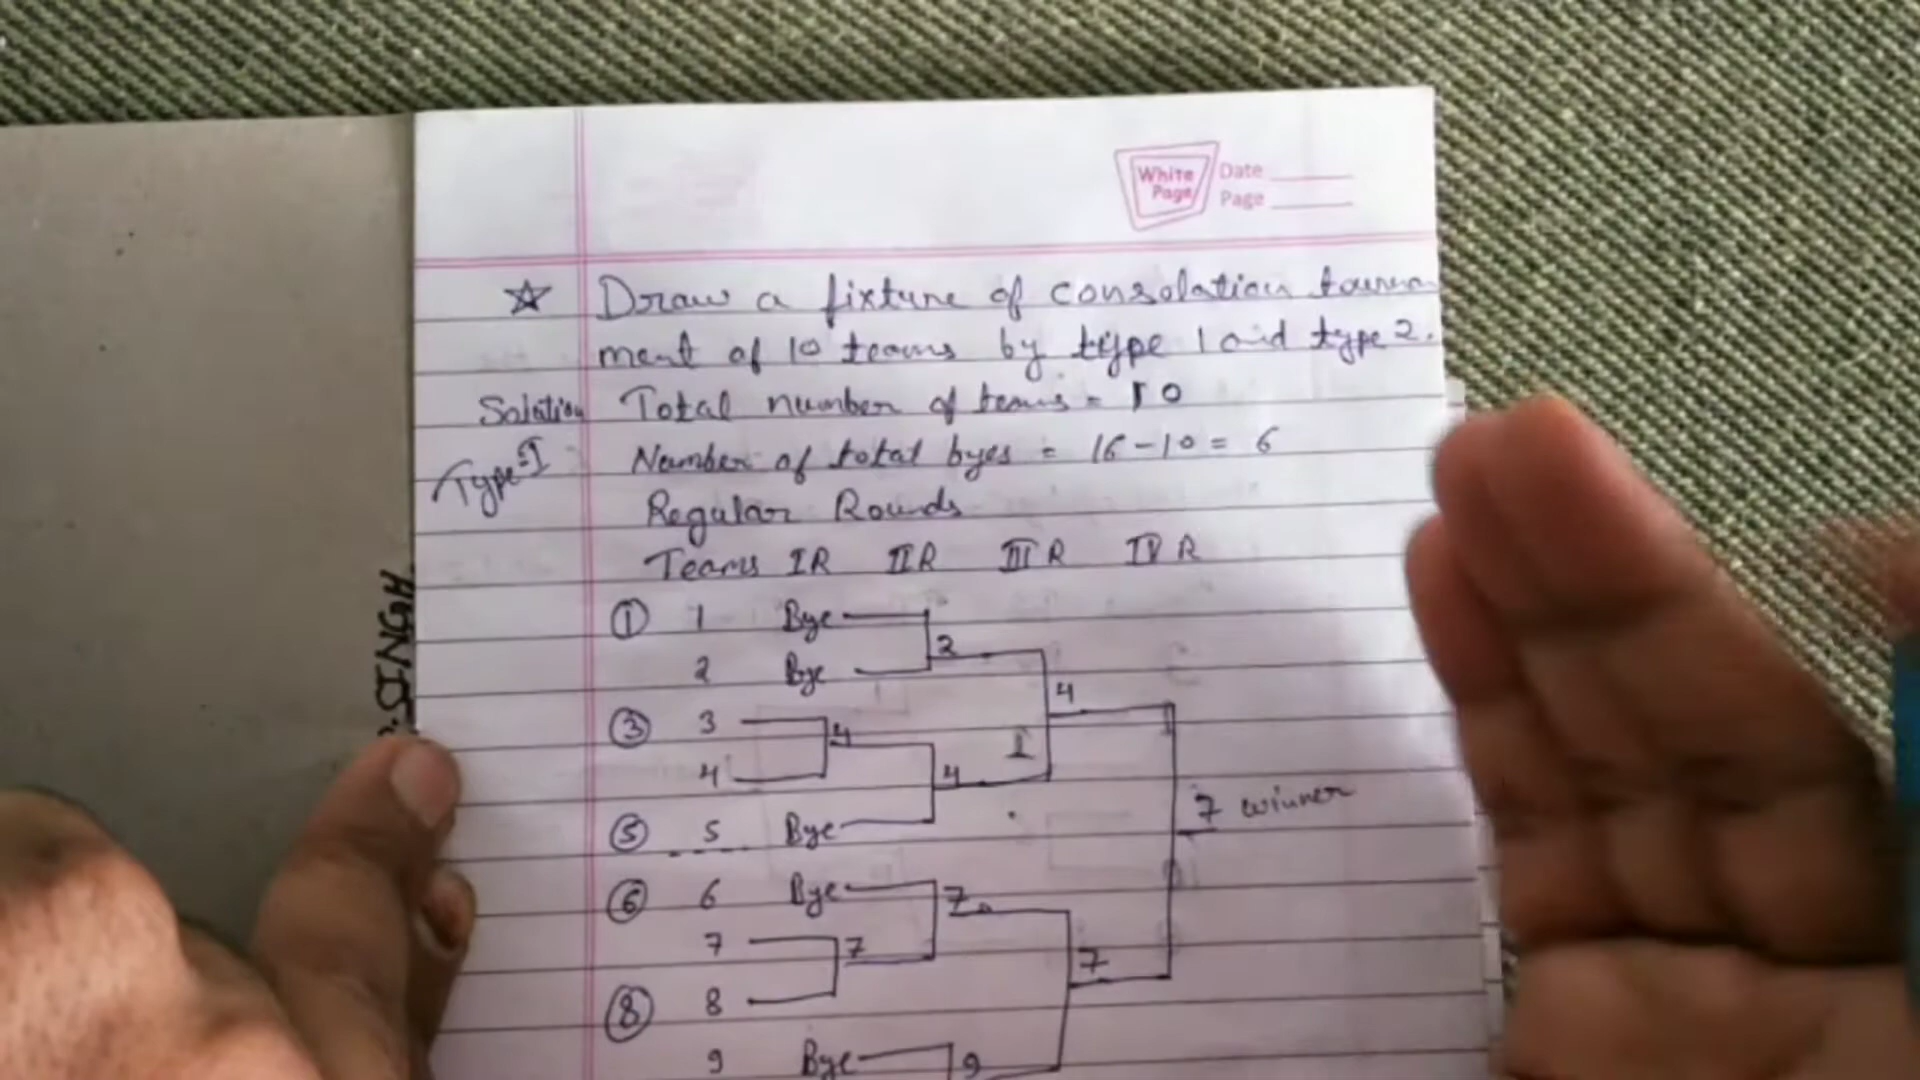 White Page
Date
Page
☆ Draw a fixture of consolation tourna
ment of 10 teams by type 1 and type 2.
Solution Total number of teams = 10
Type-I Number of total byes = 16-10 = 6
Regular Rounds
Teams IR IIR IIIR IVR
① 1 Bye
2
2 Bye
4
③ 3
4
I
4 4
7 winner
⑤ 5 Bye
⑥ 6 Bye
7
7 7
7
⑧ 8
9 Bye 9
SINGH